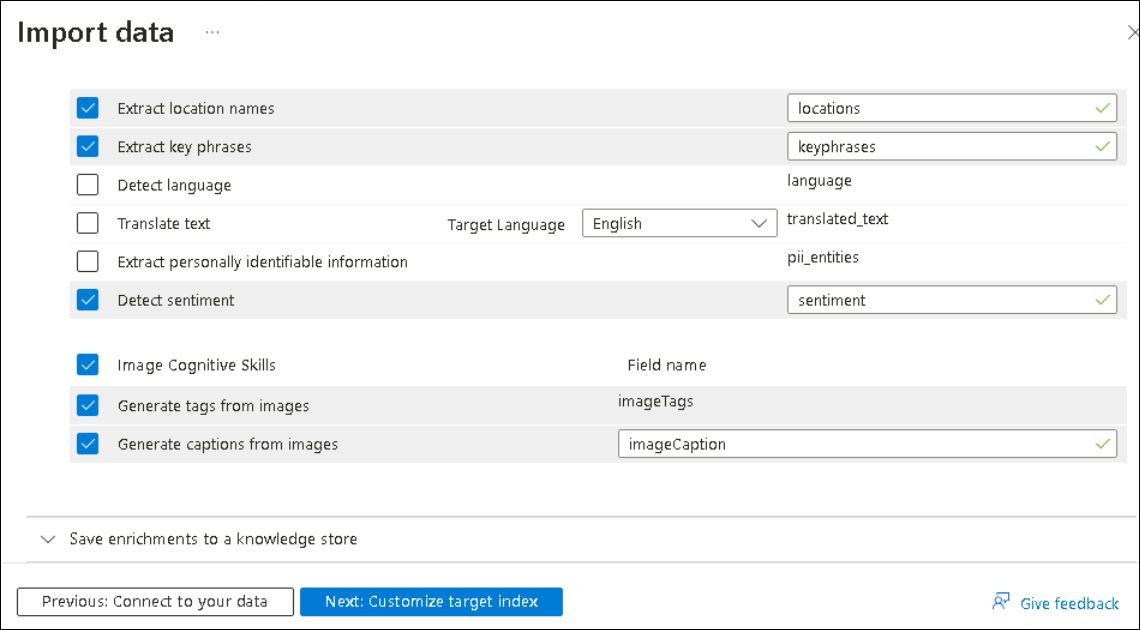 Import data ...
Extract location names locations
Extract key phrases keyphrases
Detect language language
Translate text Target Language English translated_text
Extract personally identifiable information pii_entities
Detect sentiment sentiment
Image Cognitive Skills Field name
Generate tags from images imageTags
Generate captions from images imageCaption
Save enrichments to a knowledge store
Previous: Connect to your data Next: Customize target index Give feedback